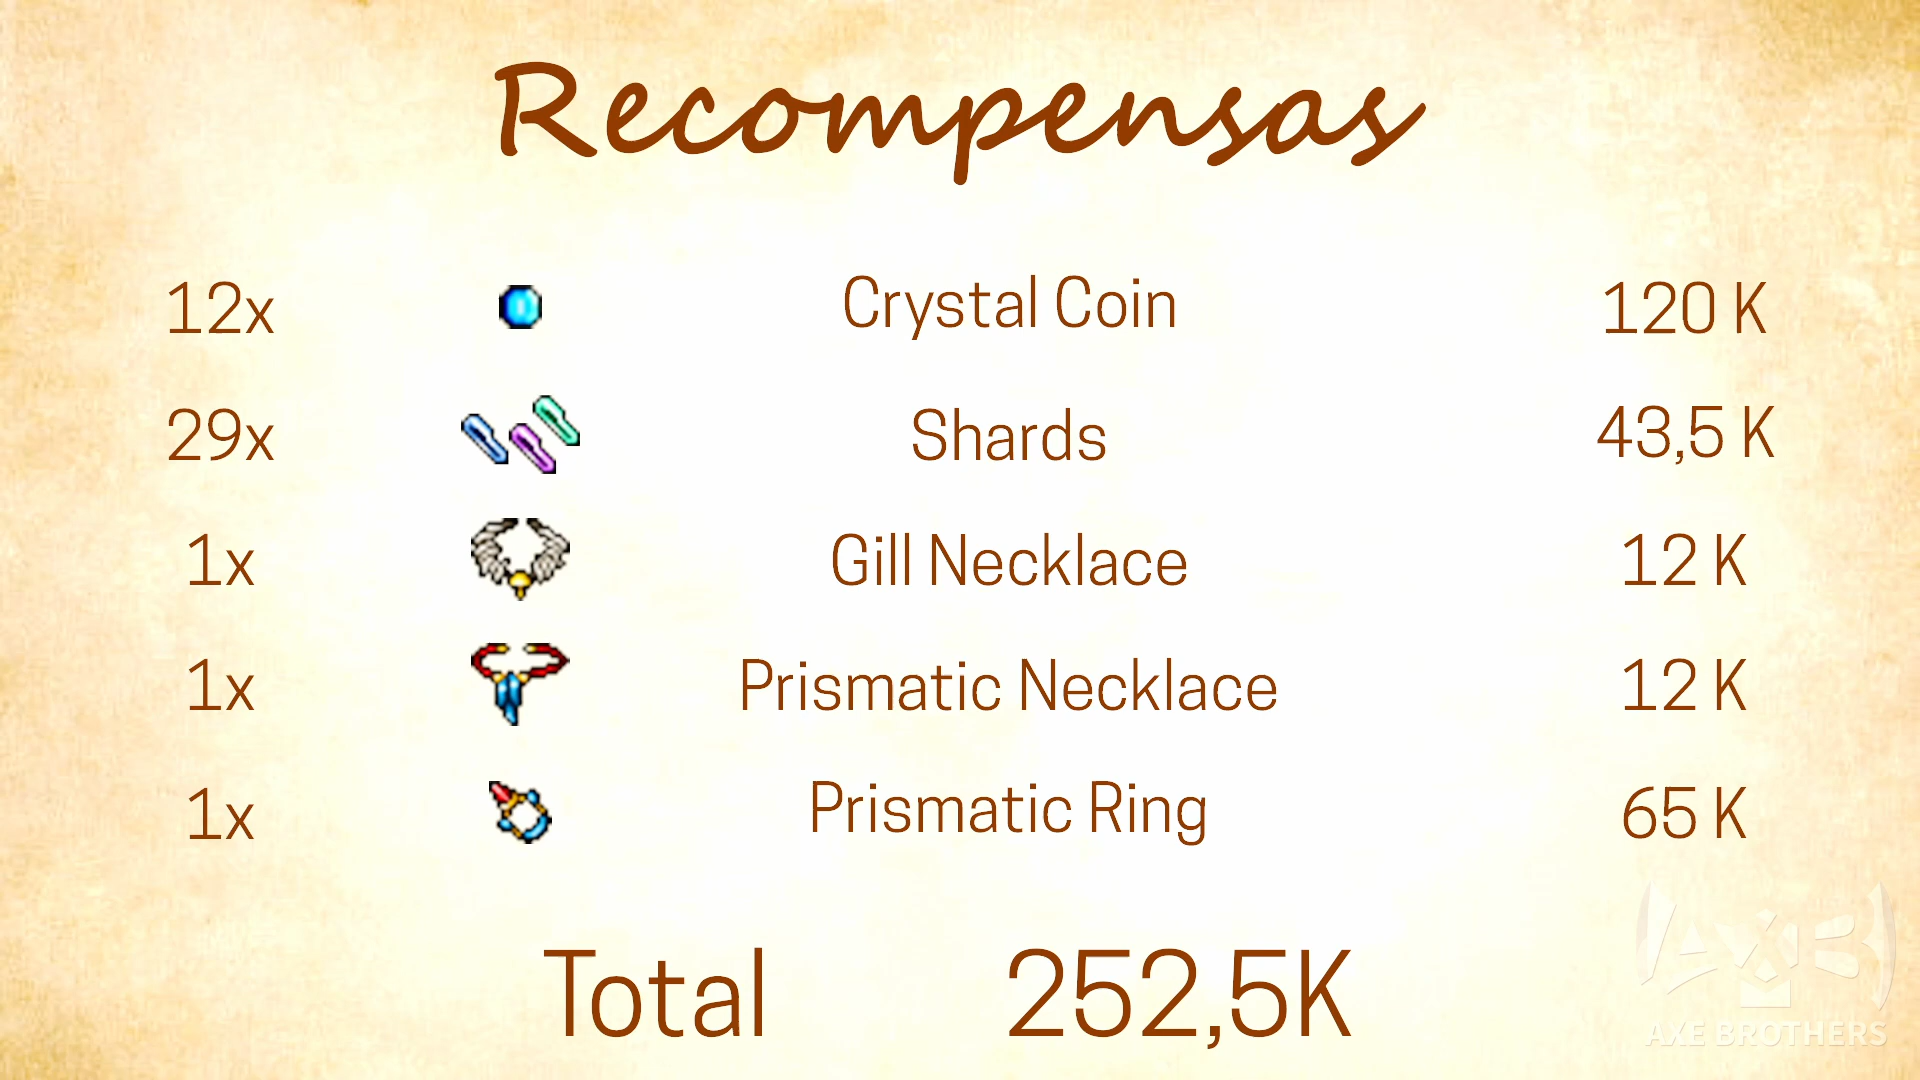 Recompensas
12x Crystal Coin 120 K
29x Shards 43,5 K
1x Gill Necklace 12 K
1x Prismatic Necklace 12 K
1x Prismatic Ring 65 K
Total 252,5K
AXB
AXE BROTHERS